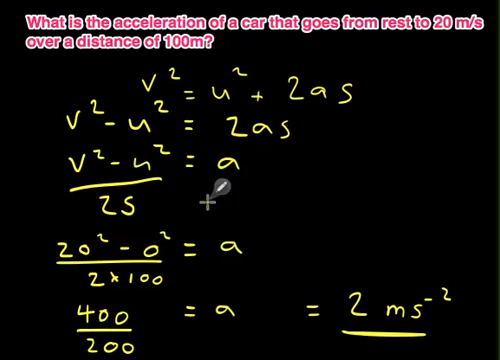 What is the acceleration of a car that goes from rest to 20 m/s
over a distance of 100m?
v² = u² + 2as
v² - u² = 2as
v² - u² / 2s = a
20² - 0² / 2×100 = a
400 / 200 = a = 2 ms⁻²